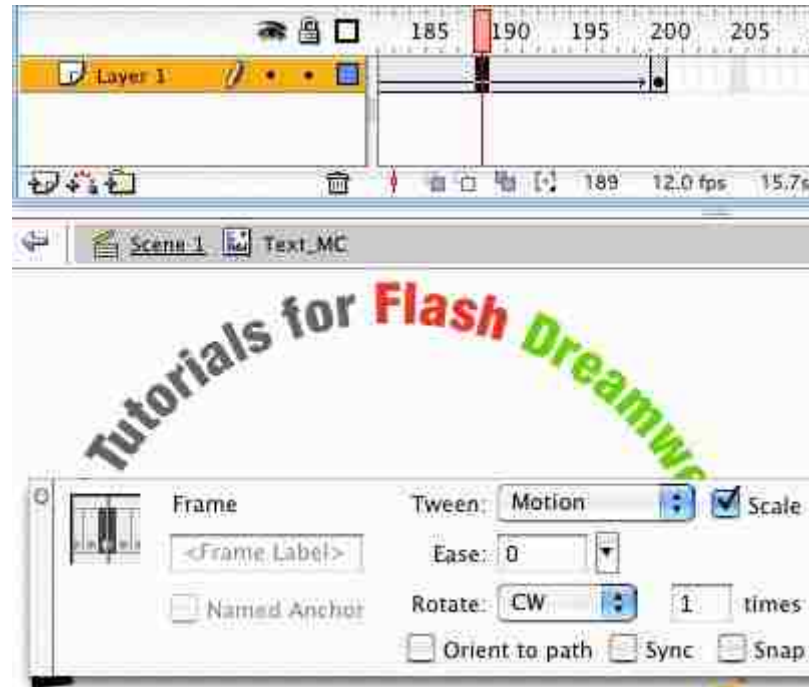 185 190 195 200 205
Layer 1
189 12.0 fps 15.7s
Scene 1 Text_MC
Tutorials for Flash Dreamwe
Frame Tween: Motion Scale
<Frame Label> Ease: 0
Named Anchor Rotate: CW 1 times
Orient to path Sync Snap